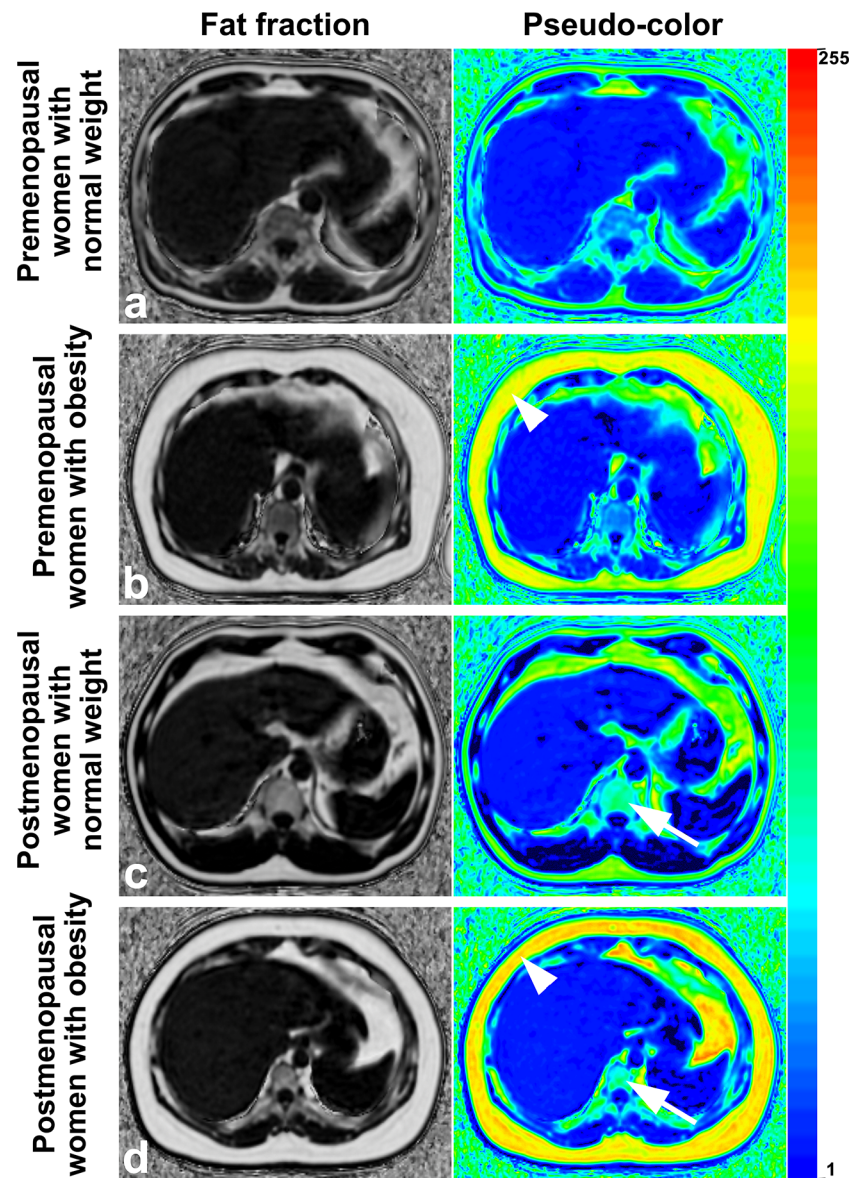 Fat fraction
Pseudo-color
255
Premenopausal
women with
normal weight
a
Premenopausal
women with obesity
b
Postmenopausal
women with
normal weight
c
Postmenopausal
women with obesity
d
1